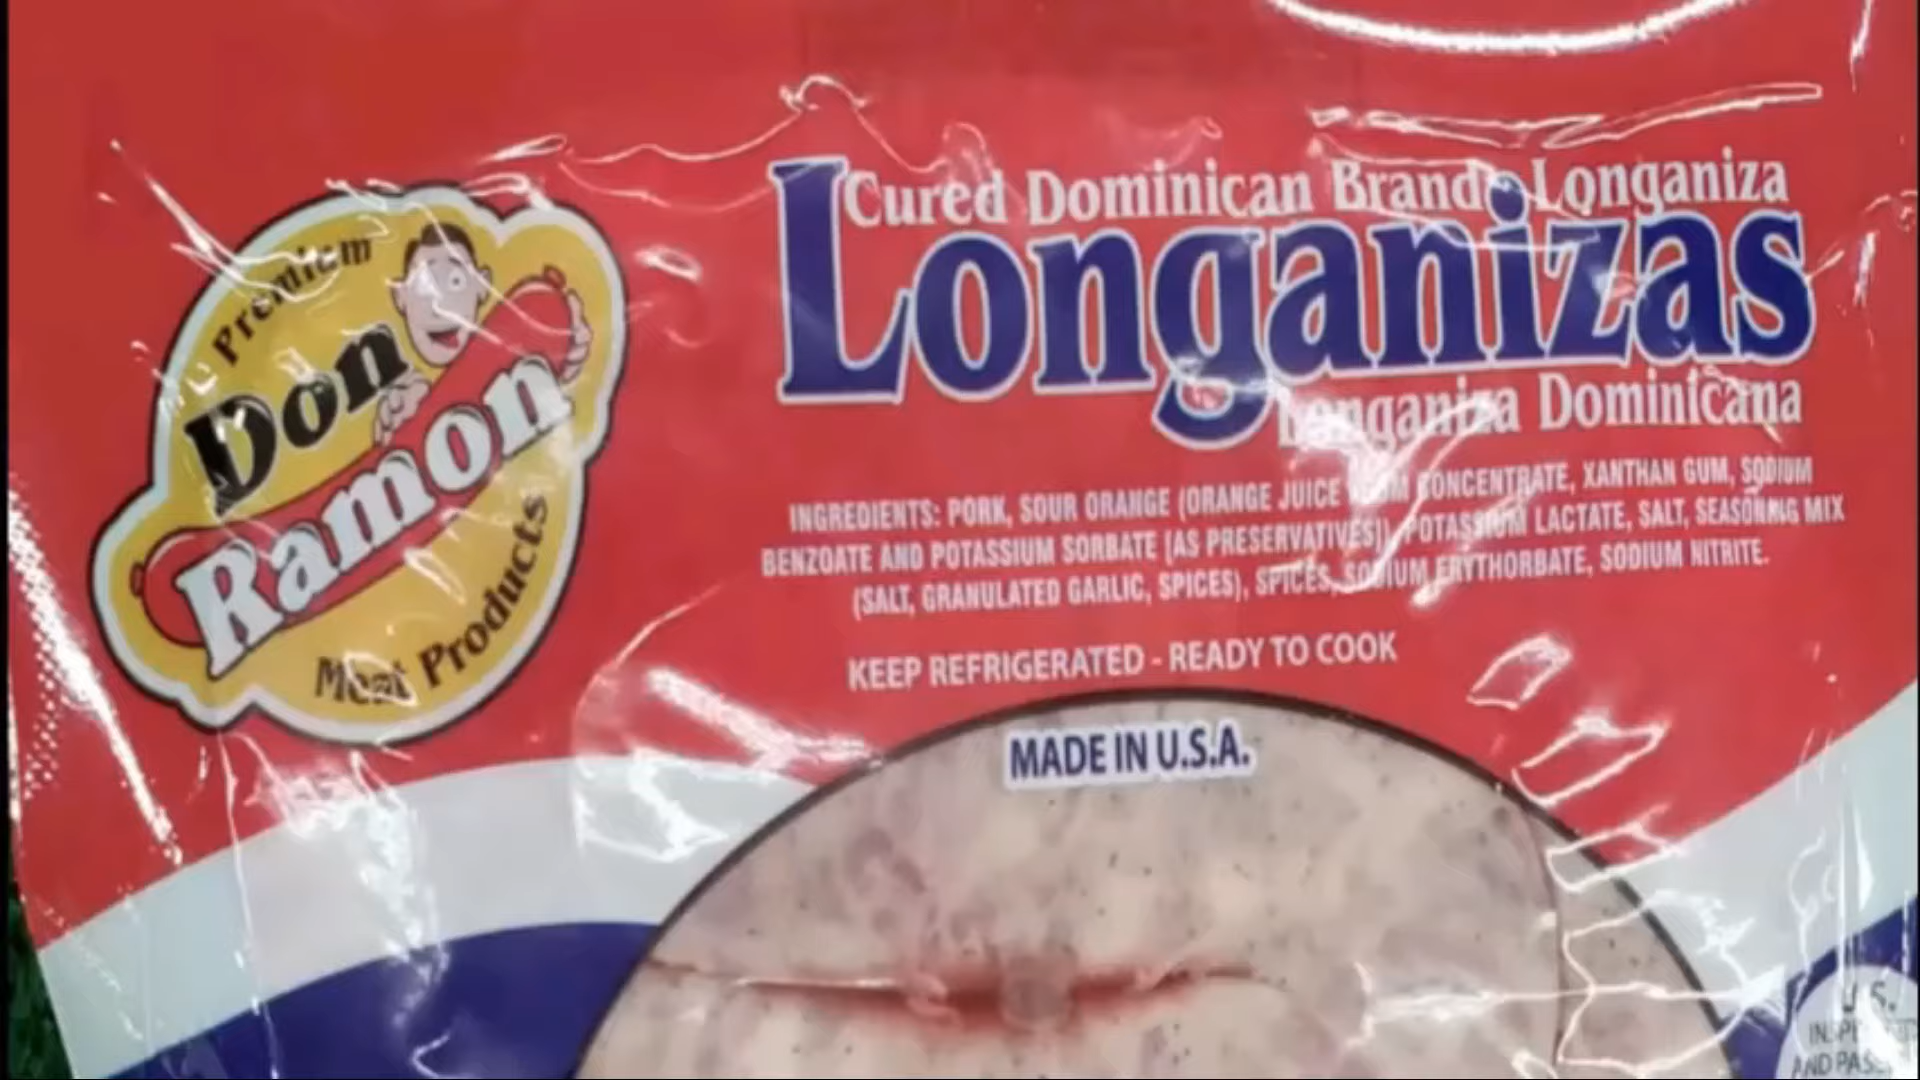 Premium
Don
Ramon
Meat Products
Cured Dominican Brand Longaniza
Longanizas
Longaniza Dominicana
INGREDIENTS: PORK, SOUR ORANGE (ORANGE JUICE CONCENTRATE, XANTHAN GUM, SODIUM
BENZOATE AND POTASSIUM SORBATE [AS PRESERVATIVES]), POTASSIUM LACTATE, SALT, SEASONING MIX
(SALT, GRANULATED GARLIC, SPICES), SPICES, SODIUM ERYTHORBATE, SODIUM NITRITE.
KEEP REFRIGERATED - READY TO COOK
MADE IN U.S.A.
U.S.
AND